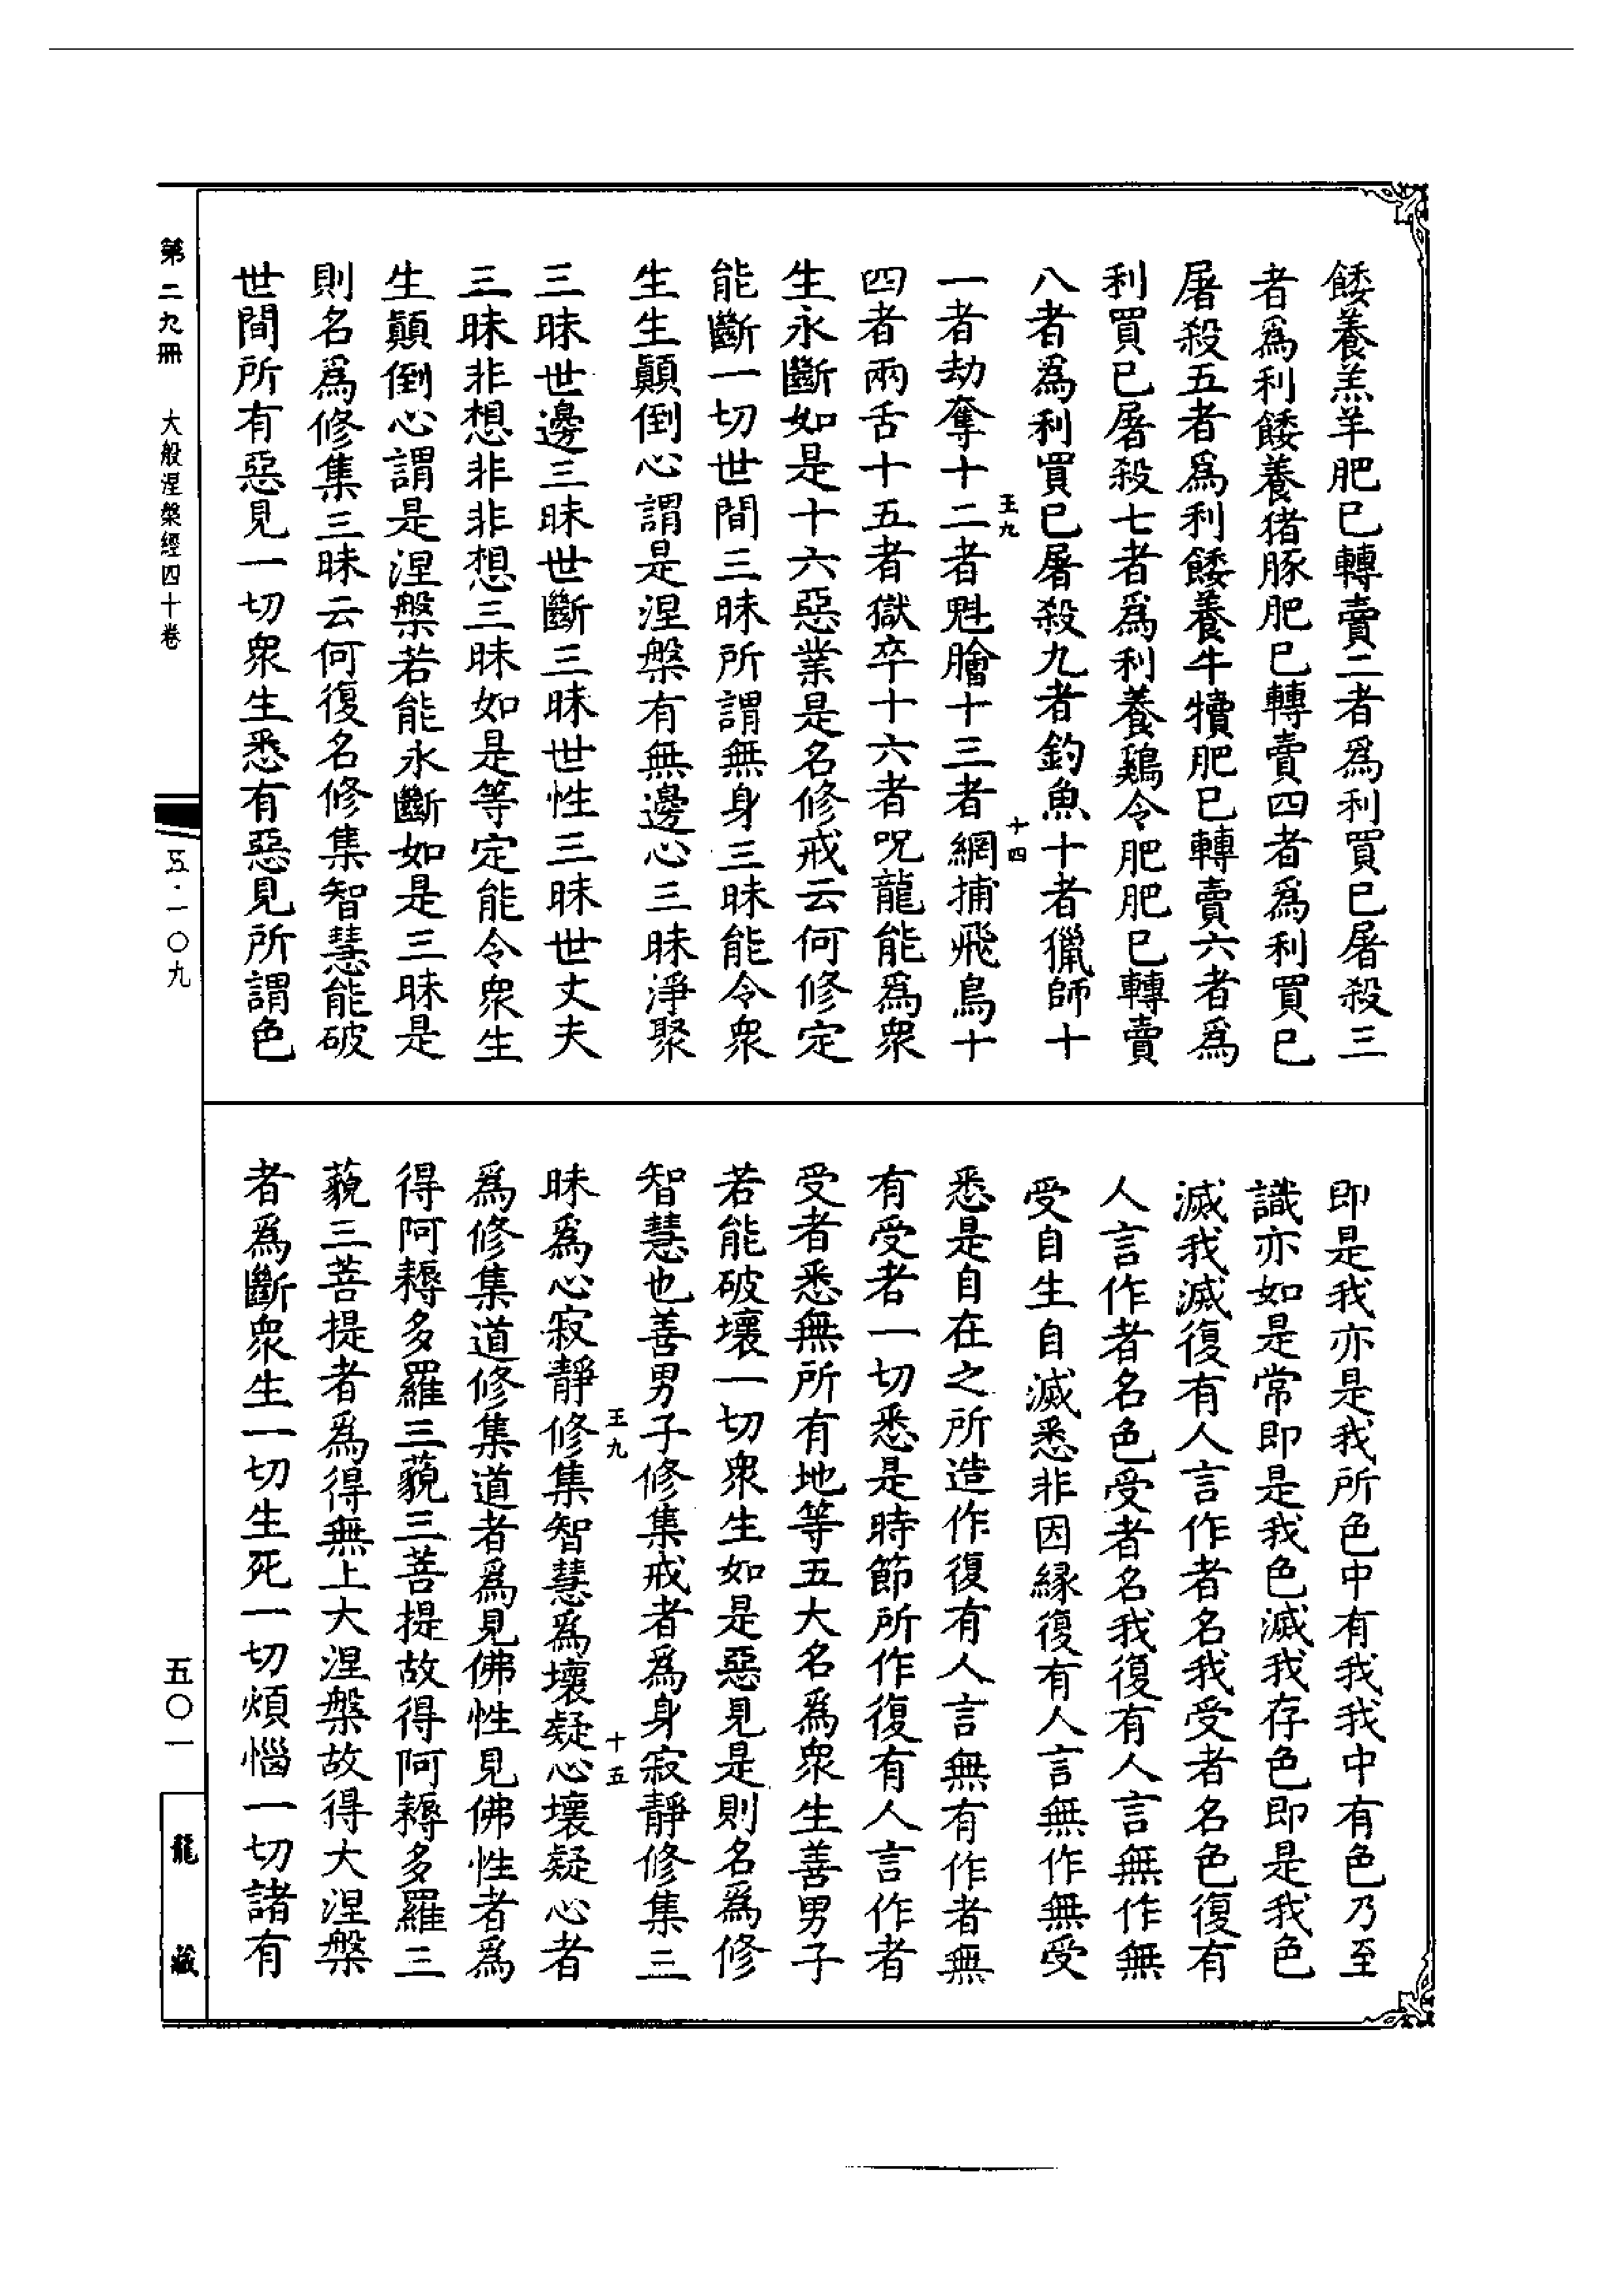 餧養羔羊肥已轉賣二者爲利買已屠殺三
者爲利餧養猪豚肥已轉賣四者爲利買已
屠殺五者爲利餧養牛犢肥已轉賣六者爲
利買已屠殺七者爲利養鷄令肥肥已轉賣
八者爲利買已屠殺九者釣魚十者獵師十
王九 十四
一者劫奪十二者魁膾十三者網捕飛鳥十
四者兩舌十五者獄卒十六者呪龍能爲衆
生永斷如是十六惡業是名修戒云何修定
能斷一切世間三昧所謂無身三昧能令衆
生生顛倒心謂是涅槃有無邊心三昧淨聚
三昧世邊三昧世斷三昧世性三昧世丈夫
三昧非想非非想三昧如是等定能令衆生
生顛倒心謂是涅槃若能永斷如是三昧是
則名爲修集三昧云何復名修集智慧能破
世間所有惡見一切衆生悉有惡見所謂色
即是我亦是我所色中有我我中有色乃至
識亦如是常即是我色滅我存色即是我色
滅我滅復有人言作者名我受者名色復有
人言作者名色受者名我復有人言無作無
受自生自滅悉非因緣復有人言無作無受
悉是自在之所造作復有人言無有作者無
有受者一切悉是時節所作復有人言作者
受者悉無所有地等五大名爲衆生善男子
若能破壞一切衆生如是惡見是則名爲修
智慧也善男子修集戒者爲身寂靜修集三
王九 十五
昧爲心寂靜修集智慧爲壞疑心壞疑心者
爲修集道修集道者爲見佛性見佛性者爲
得阿耨多羅三藐三菩提故得阿耨多羅三
藐三菩提者爲得無上大涅槃故得大涅槃
者爲斷衆生一切生死一切煩惱一切諸有
第二九冊 大般涅槃經四十卷
五·一〇九
五〇一
龍藏